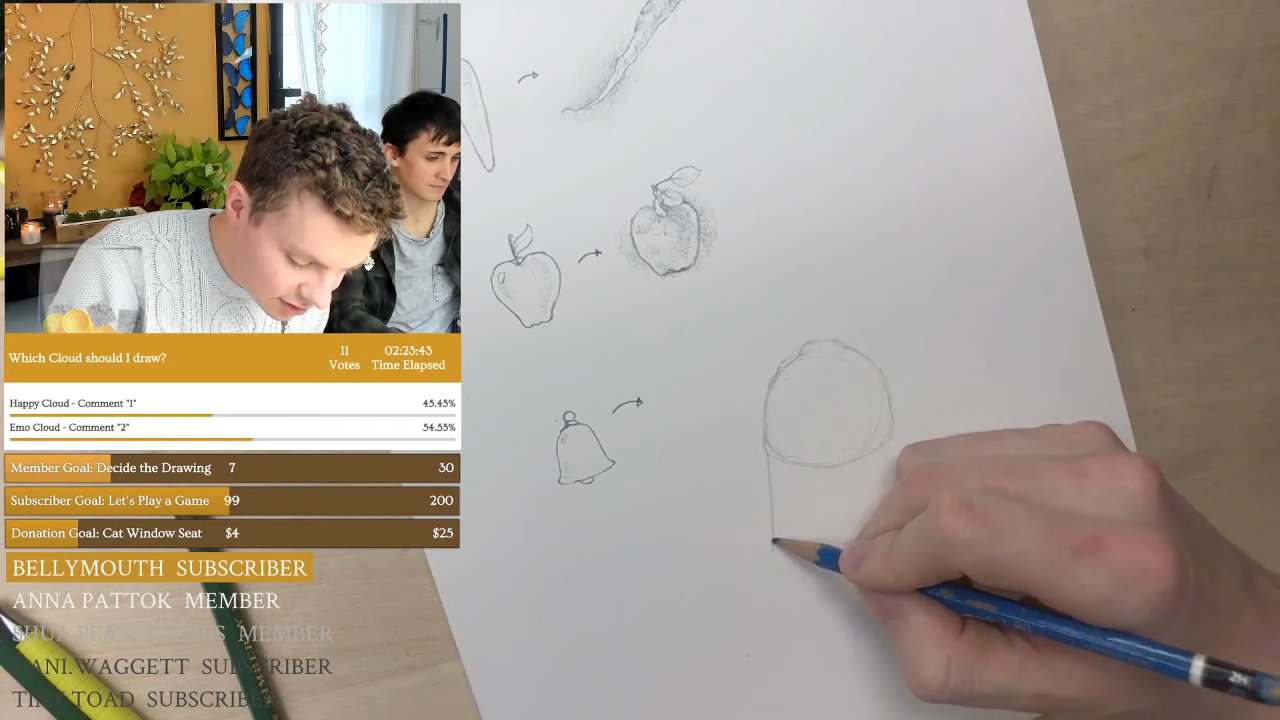 Which Cloud should I draw?
11 Votes
02:23:43 Time Elapsed
Happy Cloud - Comment "1" 45.45%
Emo Cloud - Comment "2" 54.55%
Member Goal: Decide the Drawing 7 30
Subscriber Goal: Let's Play a Game 99 200
Donation Goal: Cat Window Seat $4 $25
BELLYMOUTH SUBSCRIBER
ANNA PATTOK MEMBER
MEMBER
WAGGETT SUBSCRIBER
TOAD SUBSCRIBER